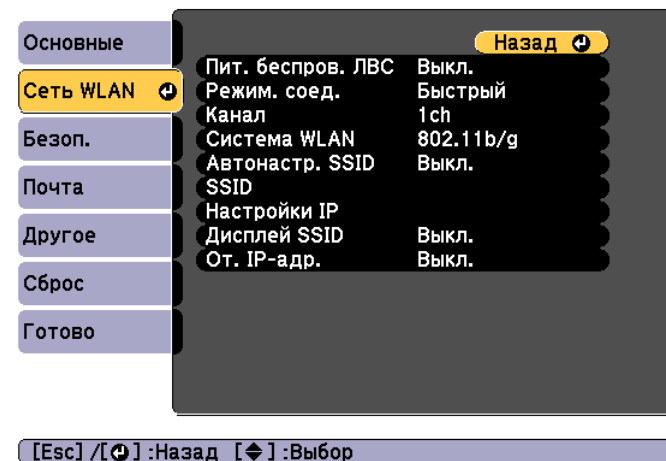 Основные
Сеть WLAN
Безоп.
Почта
Другое
Сброс
Готово
Назад
Пит. беспров. ЛВС Выкл.
Режим. соед. Быстрый
Канал 1ch
Система WLAN 802.11b/g
Автонастр. SSID Выкл.
SSID
Настройки IP
Дисплей SSID Выкл.
От. IP-адр. Выкл.
[Esc] /[⏎] :Назад [◆] :Выбор